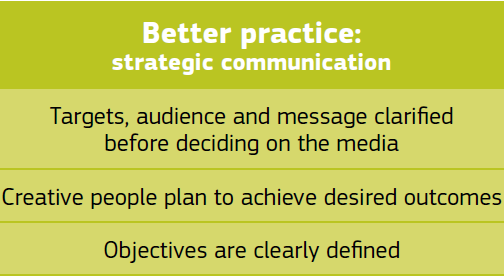 Better practice:
strategic communication
Targets, audience and message clarified
before deciding on the media
Creative people plan to achieve desired outcomes
Objectives are clearly defined